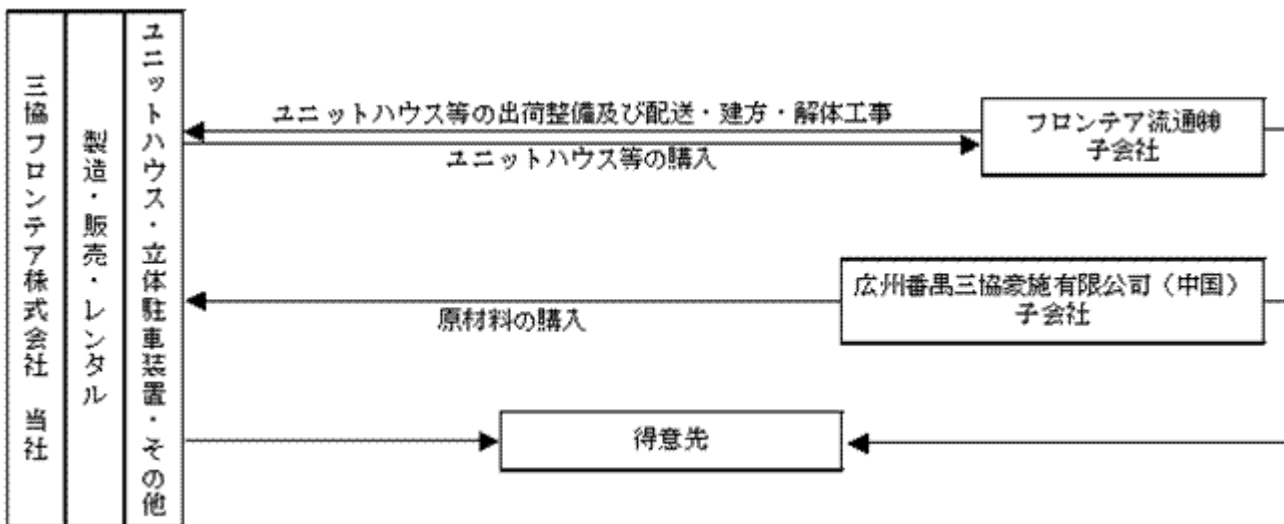 三協フロンテア株式会社 当社
製造・販売・レンタル
ユニットハウス・立体駐車装置・その他
ユニットハウス等の出荷整備及び配送・建方・解体工事
ユニットハウス等の購入
フロンテア流通㈱
子会社
原材料の購入
広州番禺三協豪施有限公司（中国）
子会社
得意先